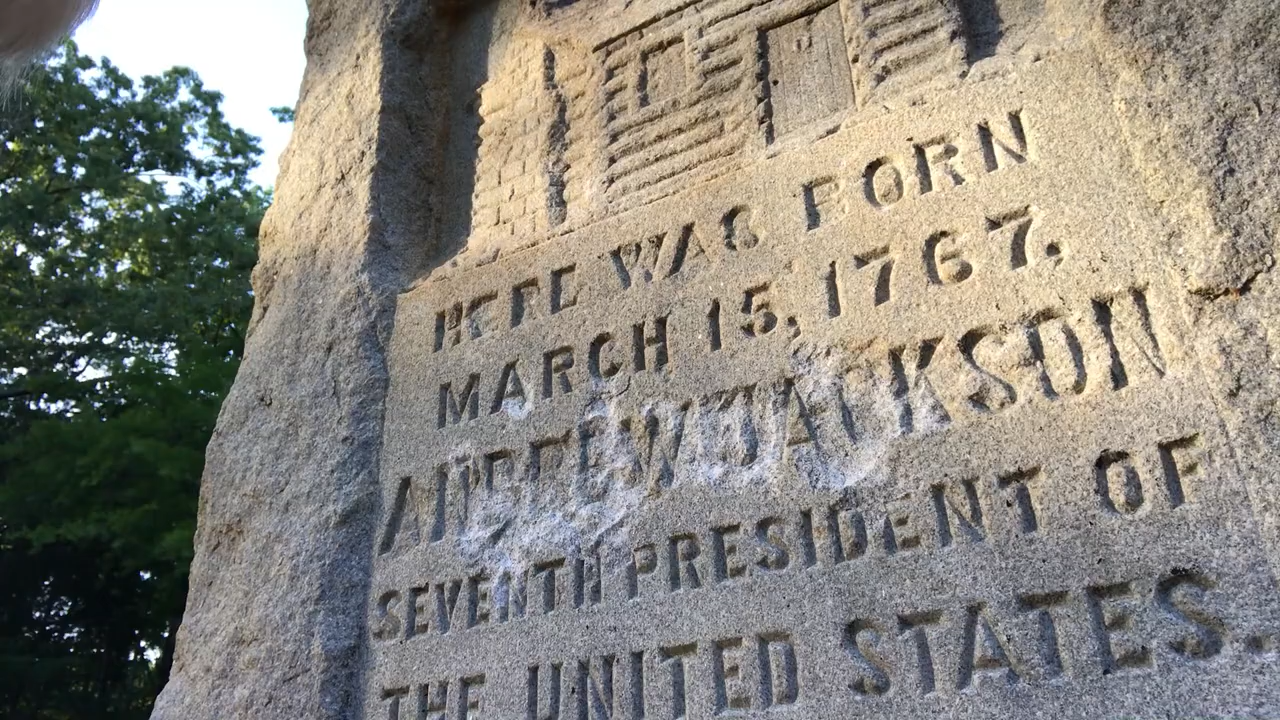 HERE WAS BORN
MARCH 15, 1767.
ANDREW JACKSON
SEVENTH PRESIDENT OF
THE UNITED STATES.